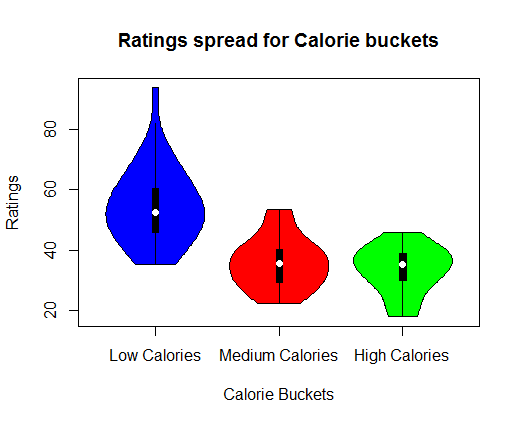 Ratings spread for Calorie buckets
Ratings
80
60
40
20
Low Calories Medium Calories High Calories
Calorie Buckets